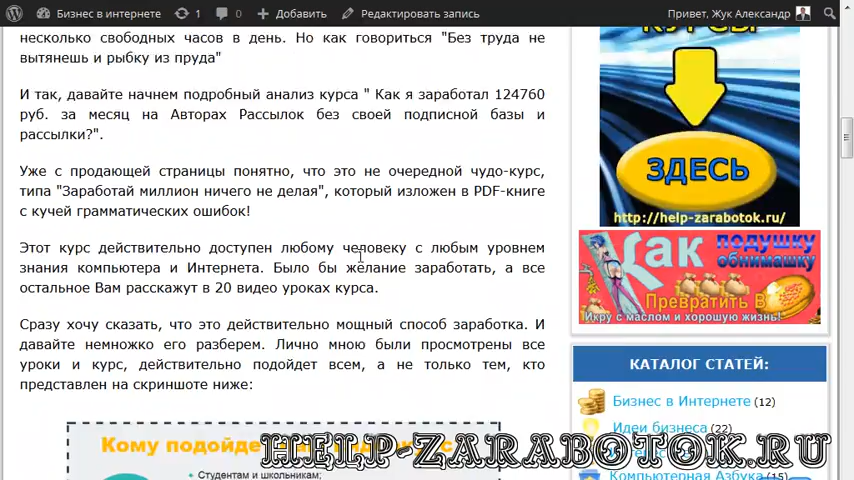 Бизнес в интернете 1 0 Добавить Редактировать запись Привет, Жук Александр
несколько свободных часов в день. Но как говориться "Без труда не
вытянешь и рыбку из пруда"
И так, давайте начнем подробный анализ курса " Как я заработал 124760
руб. за месяц на Авторах Рассылок без своей подписной базы и
рассылки?".
Уже с продающей страницы понятно, что это не очередной чудо-курс,
типа "Заработай миллион ничего не делая", который изложен в PDF-книге
с кучей грамматических ошибок!
Этот курс действительно доступен любому человеку с любым уровнем
знания компьютера и Интернета. Было бы желание заработать, а все
остальное Вам расскажут в 20 видео уроках курса.
Сразу хочу сказать, что это действительно мощный способ заработка. И
давайте немножко его разберем. Лично мною были просмотрены все
уроки и курс, действительно подойдет всем, а не только тем, кто
представлен на скриншоте ниже:
Кому подойде
Студентам и школьникам;
ЗДЕСЬ
http://help-zarabotok.ru/
Как подушку
обнимашку
Превратить в
Икру с маслом и хорошую жизнь!
КАТАЛОГ СТАТЕЙ:
Бизнес в Интернете (12)
Идеи бизнеса (22)
Компьютерная Азбука (15)
HELP-ZARABOTOK.RU